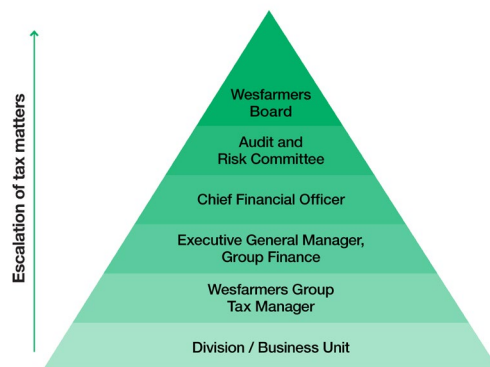 Escalation of tax matters
Wesfarmers
Board
Audit and
Risk Committee
Chief Financial Officer
Executive General Manager,
Group Finance
Wesfarmers Group
Tax Manager
Division / Business Unit